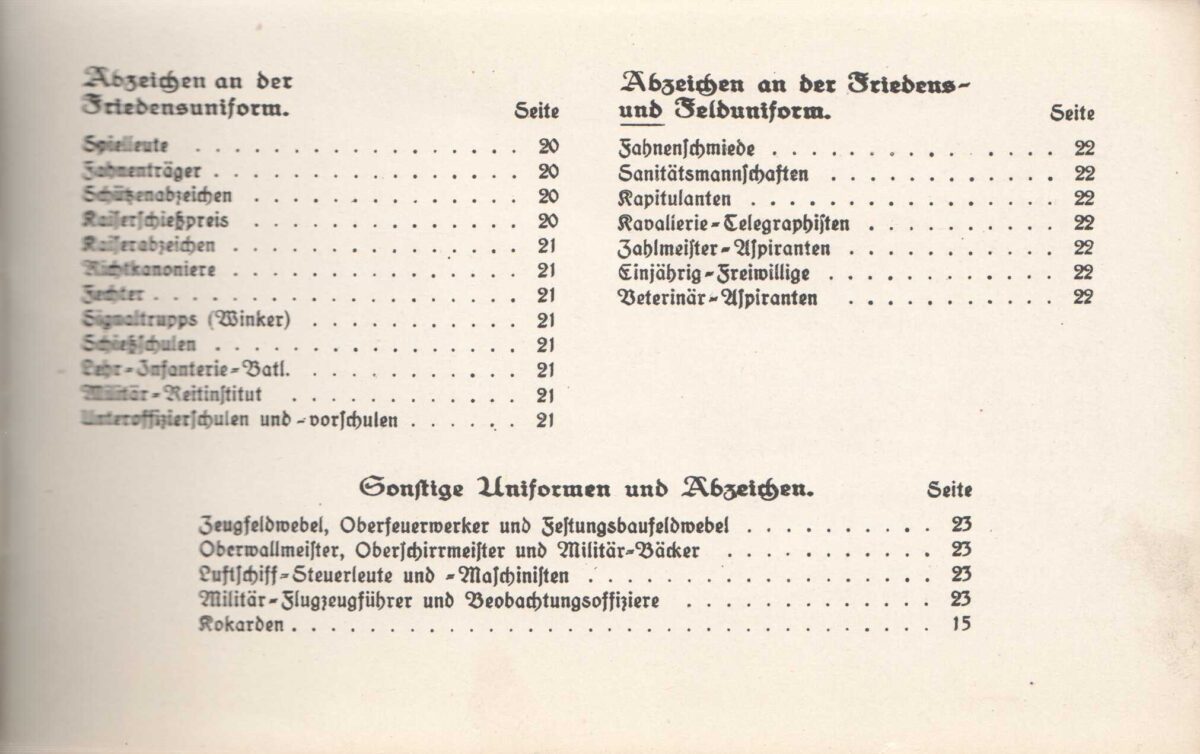 Abzeichen an der
Friedensuniform. Seite
Spielleute . . . . . . . . . . . . . . . . . 20
Fahnenträger . . . . . . . . . . . . . . . . 20
Schützenabzeichen . . . . . . . . . . . . . . 20
Kaiserschießpreis . . . . . . . . . . . . . . 20
Kaiserabzeichen . . . . . . . . . . . . . . . 21
Richtkanoniere . . . . . . . . . . . . . . . 21
Fechter . . . . . . . . . . . . . . . . . . . 21
Signaltrupps (Winker) . . . . . . . . . . . 21
Schießschulen . . . . . . . . . . . . . . . . 21
Lehr-Infanterie-Batl. . . . . . . . . . . . 21
Militär-Reitinstitut . . . . . . . . . . . . 21
Unteroffizierschulen und -vorschulen . . . . . . 21
Abzeichen an der Friedens-
und Felduniform. Seite
Fahnenschmiede . . . . . . . . . . . . . . . 22
Sanitätsmannschaften . . . . . . . . . . . . 22
Kapitulanten . . . . . . . . . . . . . . . . 22
Kavallerie-Telegraphisten . . . . . . . . . . 22
Zahlmeister-Aspiranten . . . . . . . . . . . 22
Einjährig-Freiwillige . . . . . . . . . . . . 22
Veterinär-Aspiranten . . . . . . . . . . . 22
Sonstige Uniformen und Abzeichen. Seite
Zeugfeldwebel, Oberfeuerwerker und Festungsbaufeldwebel . . . . . . . . . . 23
Oberwallmeister, Oberschirrmeister und Militär-Bäcker . . . . . . . . . . . 23
Luftschiff-Steuerleute und -Maschinisten . . . . . . . . . . . . . . . . . 23
Militär-Flugzeugführer und Beobachtungsoffiziere . . . . . . . . . . . . . 23
Kokarden . . . . . . . . . . . . . . . . . . . . . . . . . . . . . 15